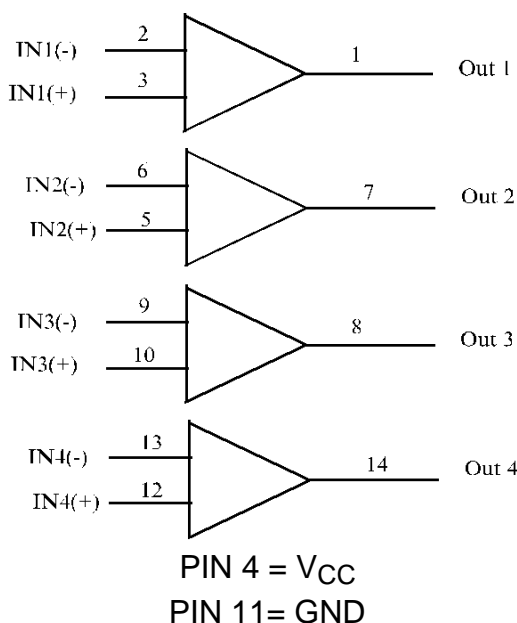 2
IN1(-)
1
Out 1
3
IN1(+)
6
IN2(-)
7
Out 2
5
IN2(+)
9
IN3(-)
8
Out 3
10
IN3(+)
13
IN4(-)
14
Out 4
12
IN4(+)
PIN 4 = VCC
PIN 11= GND